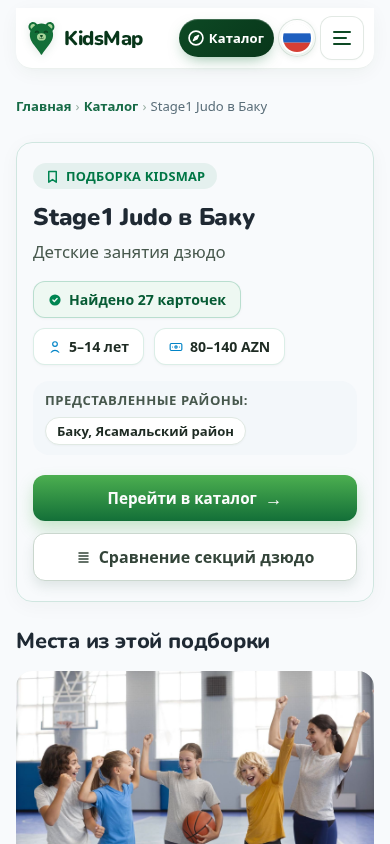 KidsMap
Каталог
Главная › Каталог › Stage1 Judo в Баку
ПОДБОРКА KIDSMAP
Stage1 Judo в Баку
Детские занятия дзюдо
Найдено 27 карточек
5–14 лет
80–140 AZN
ПРЕДСТАВЛЕННЫЕ РАЙОНЫ:
Баку, Ясамальский район
Перейти в каталог →
Сравнение секций дзюдо
Места из этой подборки